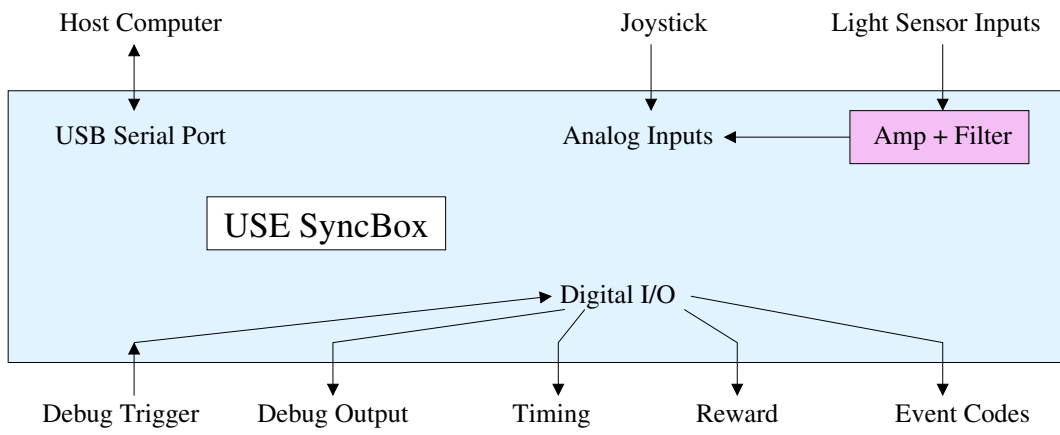 Host Computer
Joystick
Light Sensor Inputs
USB Serial Port
Analog Inputs
Amp + Filter
USE SyncBox
Digital I/O
Debug Trigger
Debug Output
Timing
Reward
Event Codes